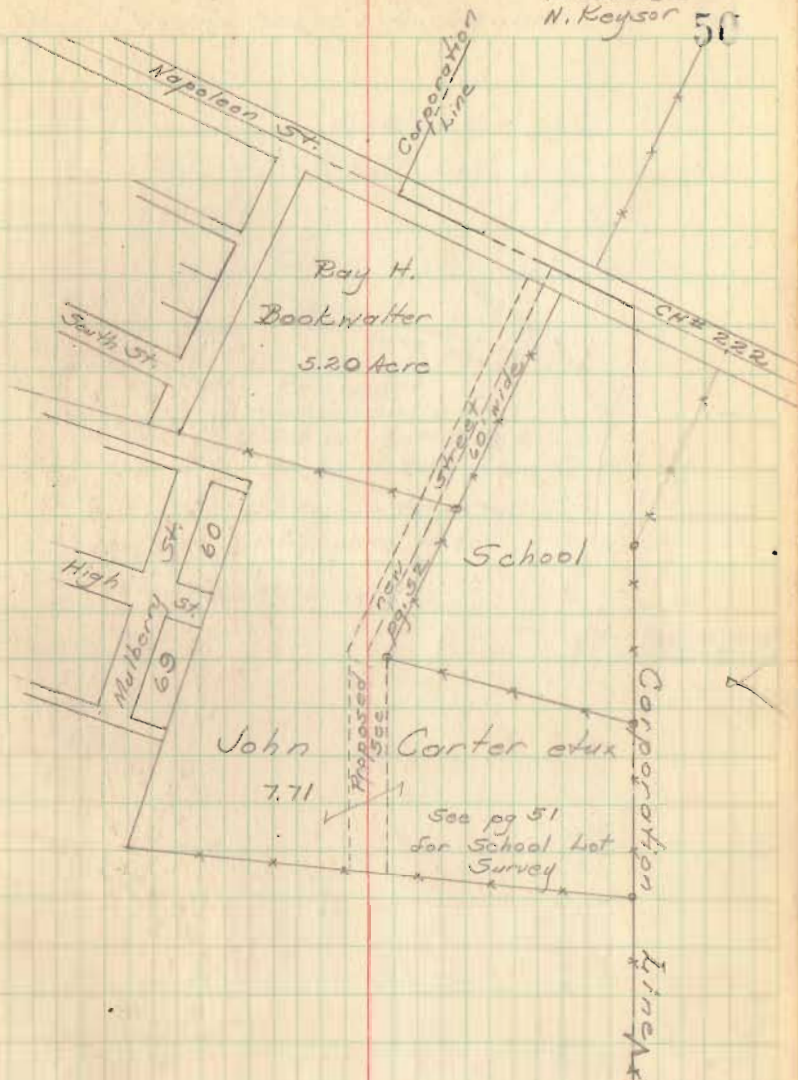 N. Keysor
50
Napoleon St.
Corporation
Line
Ray H.
Bookwalter
5.20 Acre
CH# 222
South St.
Street
60' wide
new
pg. 52
School
60
St.
High
St.
Mulberry
69
Proposed
see
John
Carter etux
7.71
See pg 51
for School Lot
Survey
Corporation Line